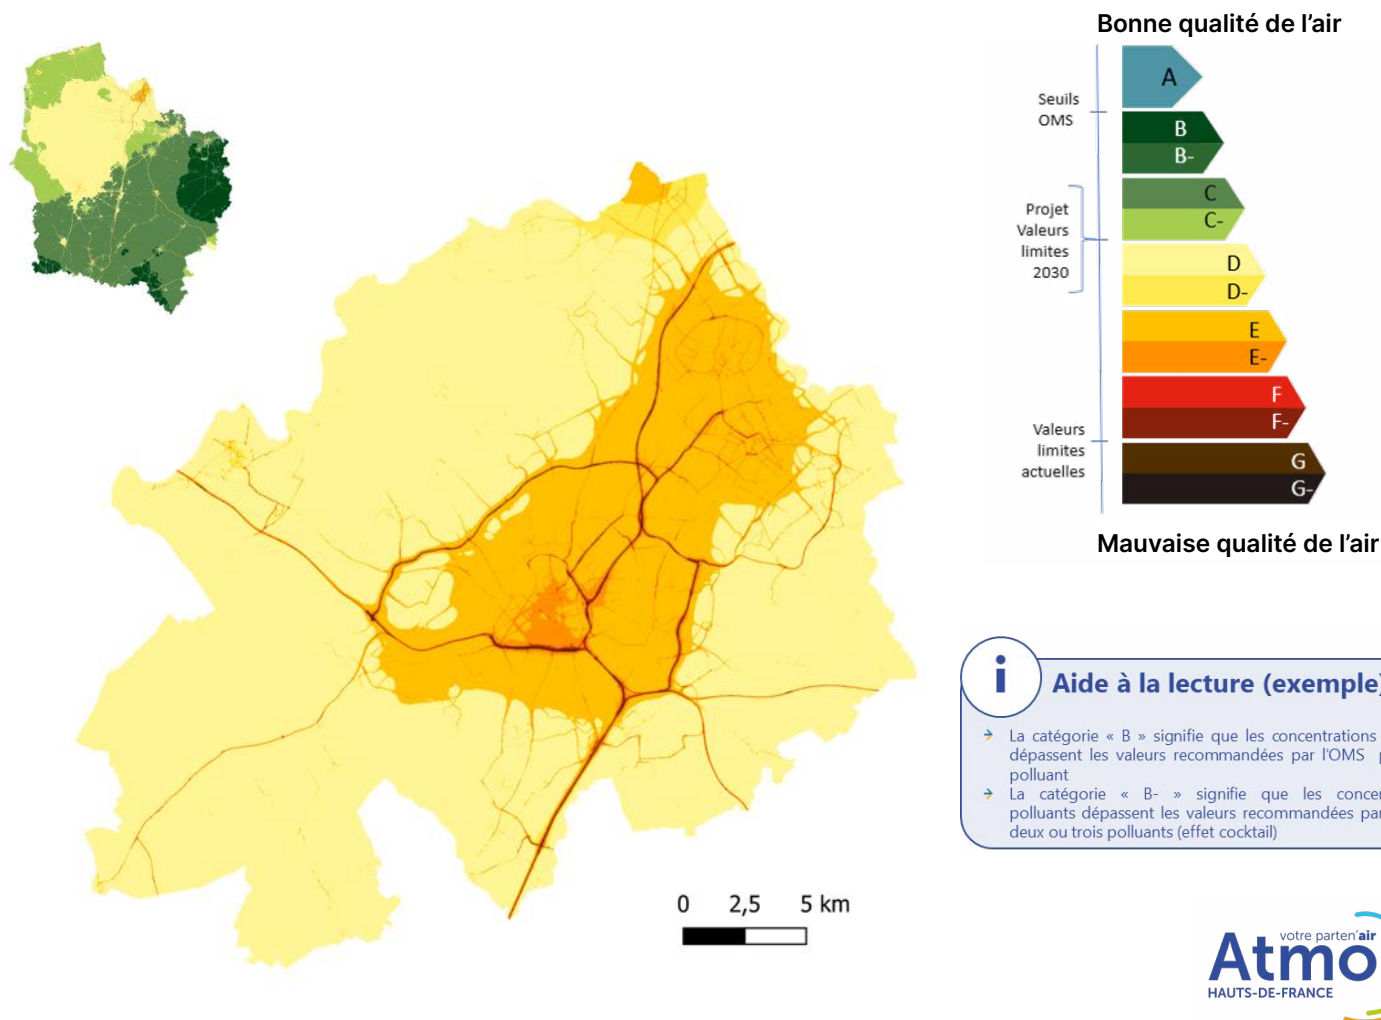 Bonne qualité de l’air
A
Seuils
OMS
B
B-
C
C-
Projet
Valeurs
limites
2030
D
D-
E
E-
F
F-
Valeurs
limites
actuelles
G
G-
Mauvaise qualité de l’air
i
Aide à la lecture (exemple)
→ La catégorie « B » signifie que les concentrations
dépassent les valeurs recommandées par l’OMS
polluant
→ La catégorie « B- » signifie que les
polluants dépassent les valeurs recommandées par
deux ou trois polluants (effet cocktail)
0 2,5 5 km
votre parten’air
Atmo
HAUTS-DE-FRANCE